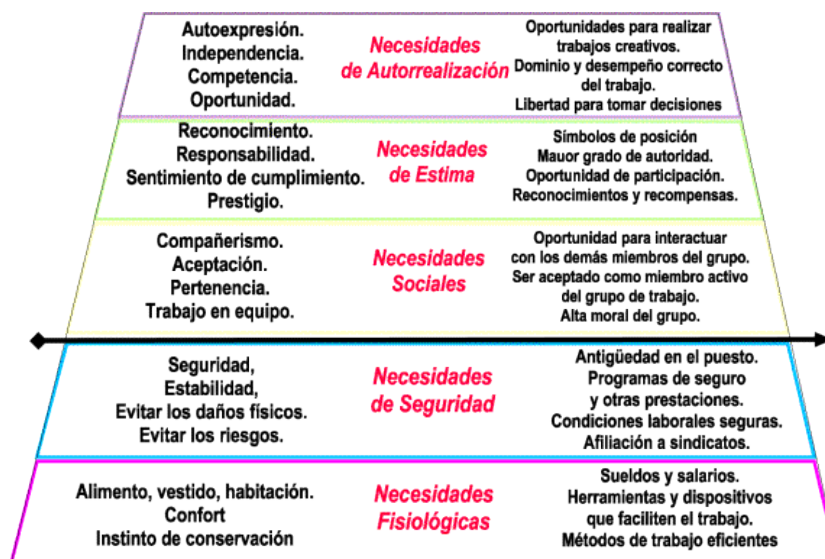 Autoexpresión.
Independencia.
Competencia.
Oportunidad.
Necesidades
de Autorrealización
Oportunidades para realizar
trabajos creativos.
Dominio y desempeño correcto
del trabajo.
Libertad para tomar decisiones
Reconocimiento.
Responsabilidad.
Sentimiento de cumplimiento.
Prestigio.
Necesidades
de Estima
Símbolos de posición
Mauor grado de autoridad.
Oportunidad de participación.
Reconocimientos y recompensas.
Compañerismo.
Aceptación.
Pertenencia.
Trabajo en equipo.
Necesidades
Sociales
Oportunidad para interactuar
con los demás miembros del grupo.
Ser aceptado como miembro activo
del grupo de trabajo.
Alta moral del grupo.
Seguridad,
Estabilidad,
Evitar los daños físicos.
Evitar los riesgos.
Necesidades
de Seguridad
Antigüedad en el puesto.
Programas de seguro
y otras prestaciones.
Condiciones laborales seguras.
Afiliación a sindicatos.
Alimento, vestido, habitación.
Confort
Instinto de conservación
Necesidades
Fisiológicas
Sueldos y salarios.
Herramientas y dispositivos
que faciliten el trabajo.
Métodos de trabajo eficientes